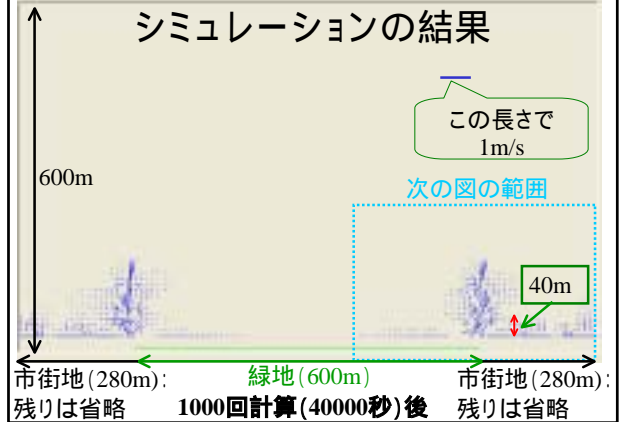 シミュレーションの結果
この長さで
1m/s
600m
次の図の範囲
40m
市街地(280m):
残りは省略
緑地(600m)
1000回計算(40000秒)後
市街地(280m):
残りは省略